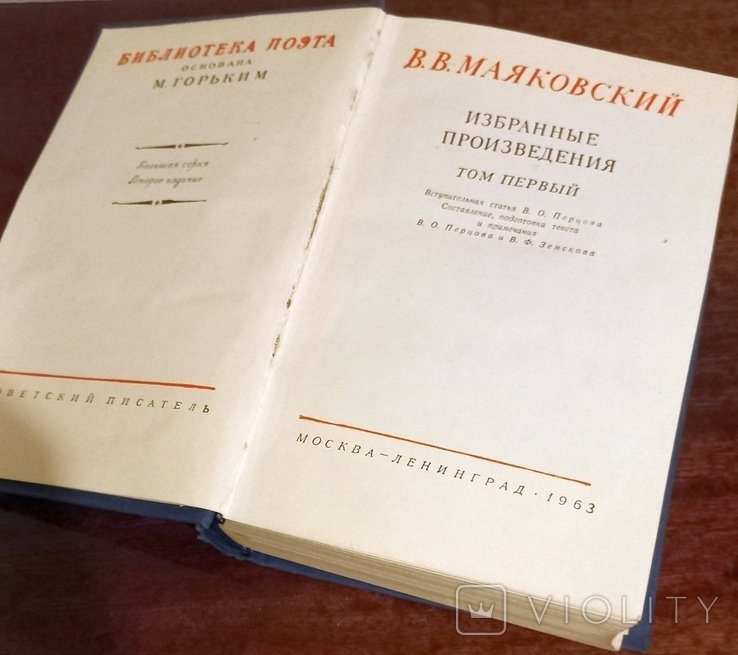 БИБЛИОТЕКА ПОЭТА
ОСНОВАНА
М. ГОРЬКИМ
Большая серия
Второе издание
ОВЕТСКИЙ ПИСАТЕЛЬ
В. В. МАЯКОВСКИЙ
ИЗБРАННЫЕ
ПРОИЗВЕДЕНИЯ
ТОМ ПЕРВЫЙ
Вступительная статья В. О. Перцова
Составление, подготовка текста
и примечания
В. О. Перцова и В. Ф. Земскова
МОСКВА–ЛЕНИНГРАД · 1963
VIOLITY